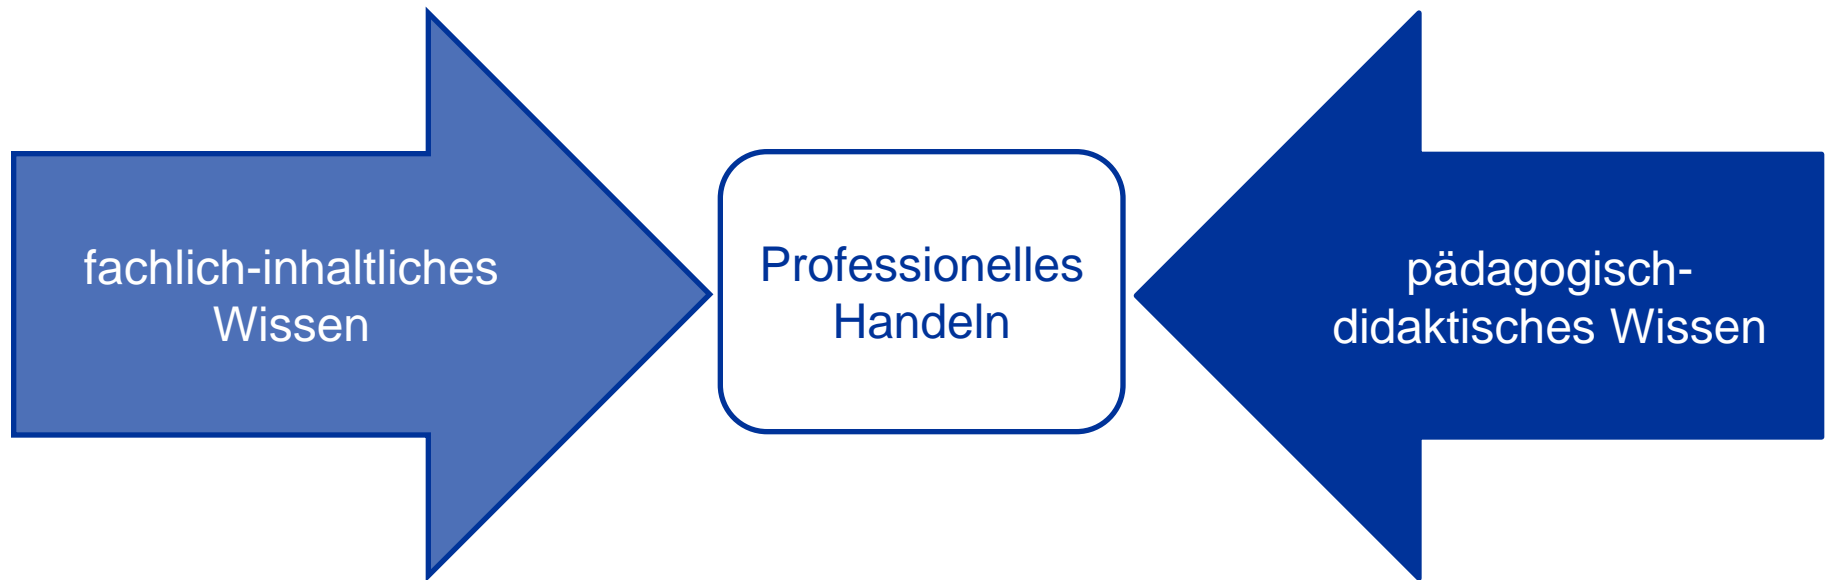 fachlich-inhaltliches
Wissen
Professionelles
Handeln
pädagogisch-
didaktisches Wissen